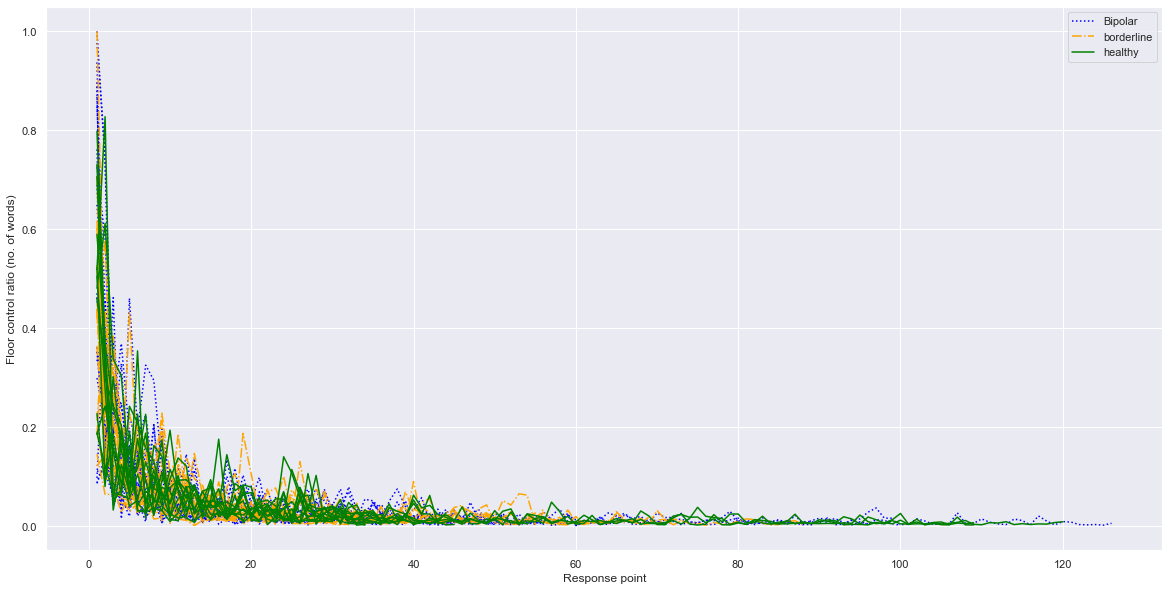 Bipolar
borderline
healthy
1.0
0.8
0.6
0.4
0.2
0.0
Floor control ratio (no. of words)
0 20 40 60 80 100 120
Response point